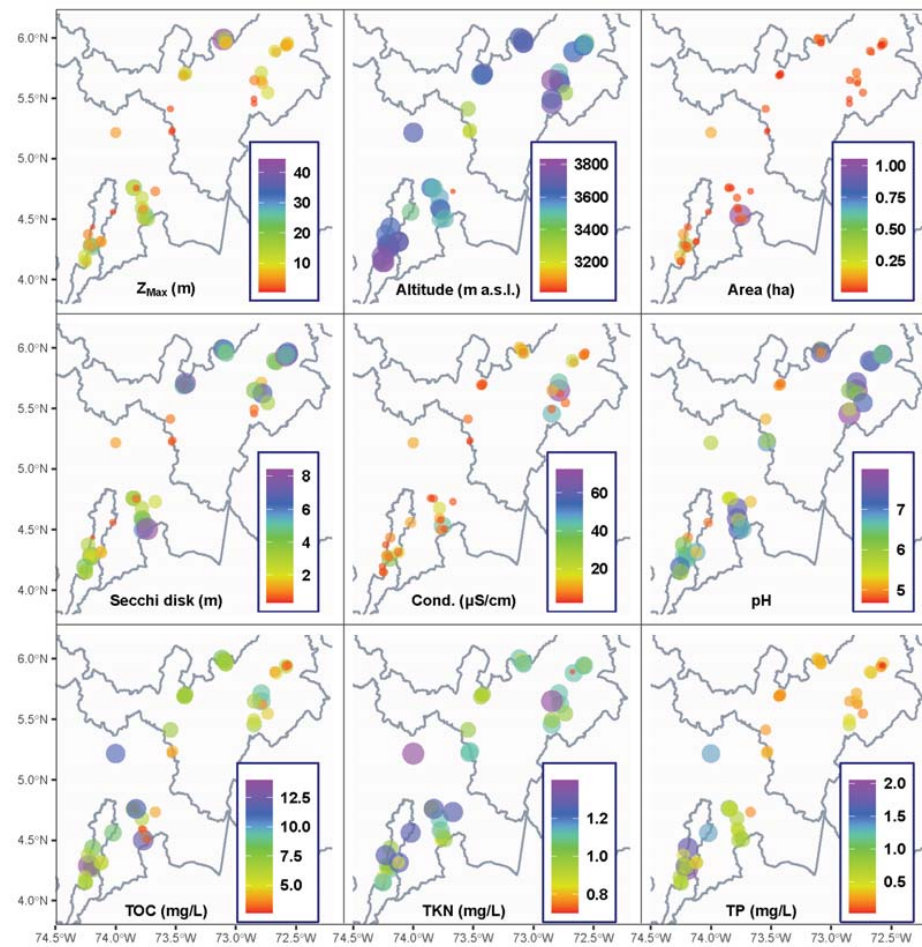 6.0°N
5.5°N
5.0°N
4.5°N
4.0°N
40
30
20
10
ZMax (m)
3800
3600
3400
3200
Altitude (m a.s.l.)
1.00
0.75
0.50
0.25
Area (ha)
6.0°N
5.5°N
5.0°N
4.5°N
4.0°N
8
6
4
2
Secchi disk (m)
60
40
20
Cond. (µS/cm)
7
6
5
pH
6.0°N
5.5°N
5.0°N
4.5°N
4.0°N
12.5
10.0
7.5
5.0
TOC (mg/L)
1.2
1.0
0.8
TKN (mg/L)
2.0
1.5
1.0
0.5
TP (mg/L)
74.5°W 74.0°W 73.5°W 73.0°W 72.5°W 74.5°W 74.0°W 73.5°W 73.0°W 72.5°W 74.5°W 74.0°W 73.5°W 73.0°W 72.5°W